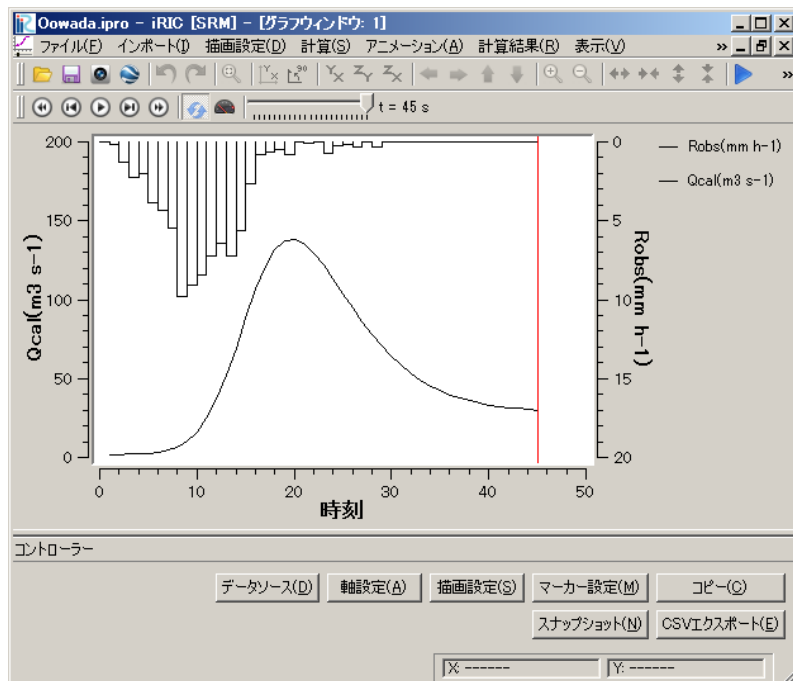 Oowada.ipro - iRIC [SRM] - [グラフウィンドウ: 1]
ファイル(F) インポート(I) 描画設定(D) 計算(S) アニメーション(A) 計算結果(R) 表示(V) »
»
t = 45 s
Robs(mm h-1)
Qcal(m3 s-1)
200
150
100
50
0
Qcal(m3 s-1)
0
5
10
15
20
Robs(mm h-1)
0 10 20 30 40 50
時刻
コントローラー
データソース(D) 軸設定(A) 描画設定(S) マーカー設定(M) コピー(C)
スナップショット(N) CSVエクスポート(E)
X: ------ Y: ------